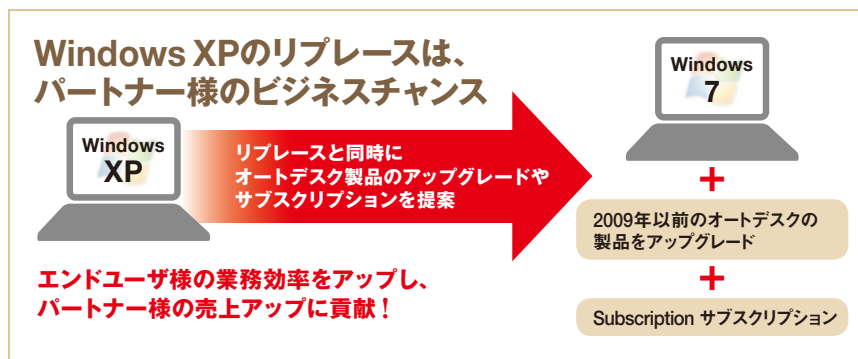 Windows XPのリプレースは、
パートナー様のビジネスチャンス
Windows
XP
リプレースと同時に
オートデスク製品のアップグレードや
サブスクリプションを提案
エンドユーザ様の業務効率をアップし、
パートナー様の売上アップに貢献！
Windows
7
+
2009年以前のオートデスクの
製品をアップグレード
+
Subscription サブスクリプション